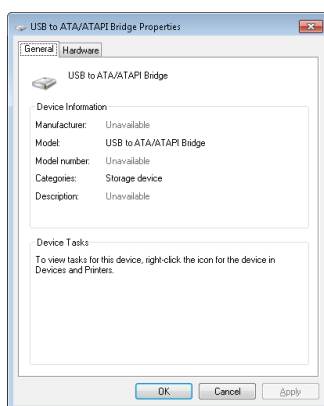 USB to ATA/ATAPI Bridge Properties
General Hardware
USB to ATA/ATAPI Bridge
Device Information
Manufacturer: Unavailable
Model: USB to ATA/ATAPI Bridge
Model number: Unavailable
Categories: Storage device
Description: Unavailable
Device Tasks
To view tasks for this device, right-click the icon for the device in
Devices and Printers.
OK Cancel Apply